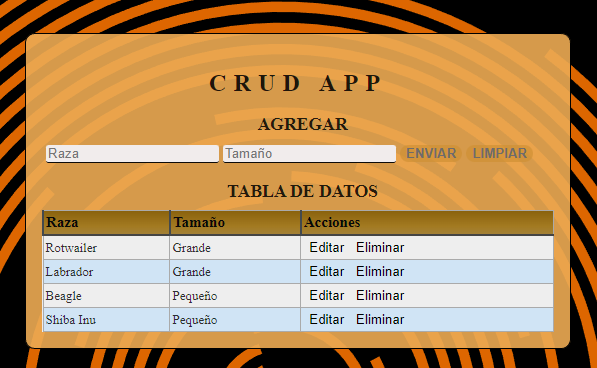 CRUD APP
AGREGAR
Raza Tamaño ENVIAR LIMPIAR
TABLA DE DATOS
Raza Tamaño Acciones
Rotwailer Grande Editar Eliminar
Labrador Grande Editar Eliminar
Beagle Pequeño Editar Eliminar
Shiba Inu Pequeño Editar Eliminar